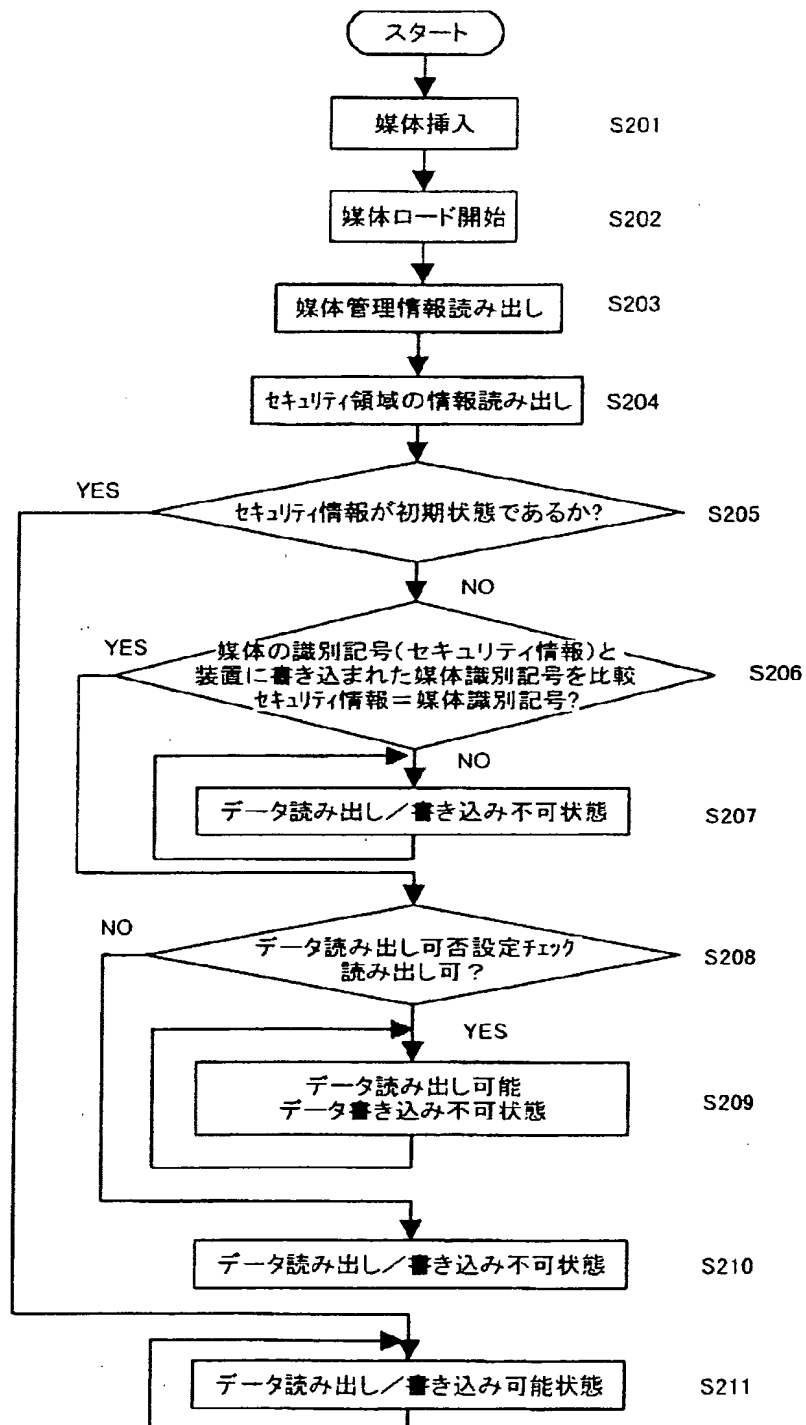 スタート
媒体挿入 S201
媒体ロード開始 S202
媒体管理情報読み出し S203
セキュリティ領域の情報読み出し S204
YES
セキュリティ情報が初期状態であるか? S205
NO
YES
媒体の識別記号(セキュリティ情報)と
装置に書き込まれた媒体識別記号を比較 S206
セキュリティ情報=媒体識別記号?
NO
データ読み出し/書き込み不可状態 S207
NO
データ読み出し可否設定チェック S208
読み出し可?
YES
データ読み出し可能
データ書き込み不可状態 S209
データ読み出し/書き込み不可状態 S210
データ読み出し/書き込み可能状態 S211